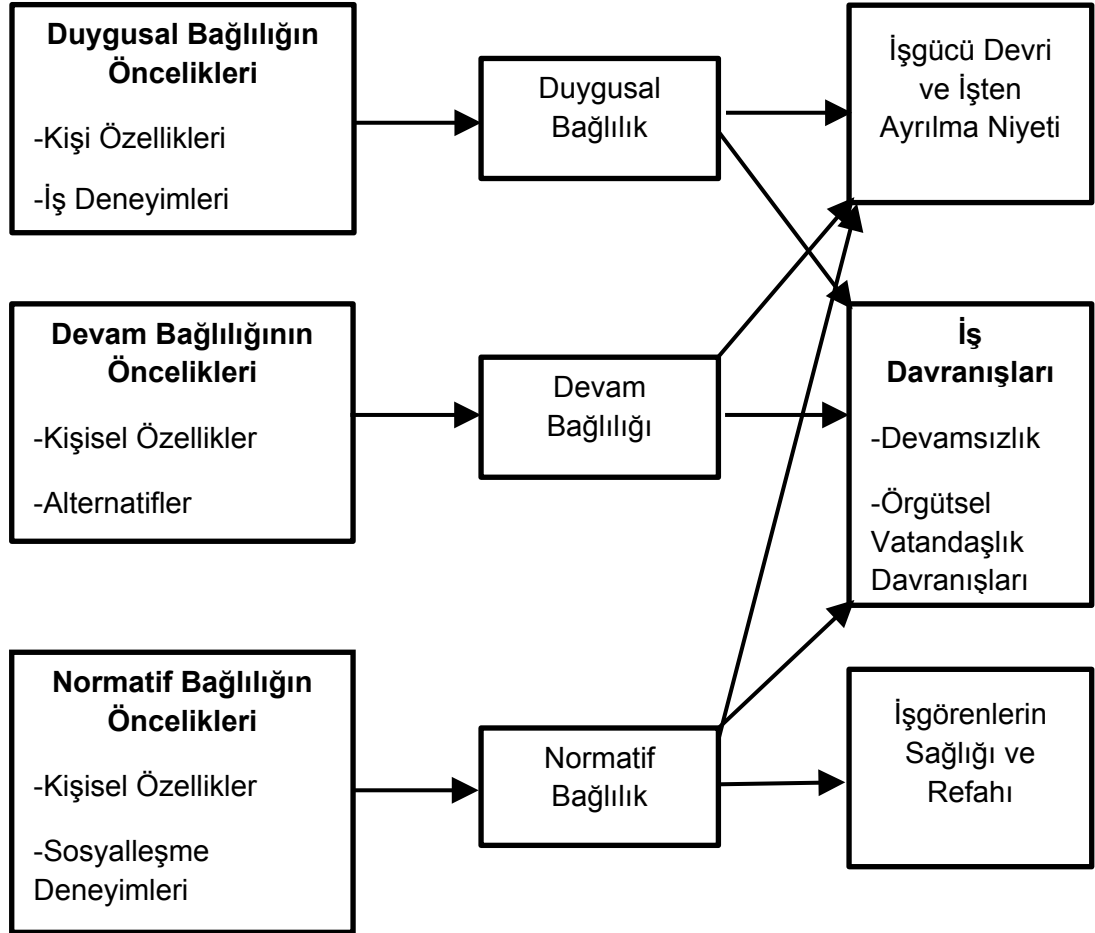 Duygusal Bağlılığın
Öncelikleri
-Kişi Özellikleri
-İş Deneyimleri
Duygusal
Bağlılık
İşgücü Devri
ve İşten
Ayrılma Niyeti
Devam Bağlılığının
Öncelikleri
-Kişisel Özellikler
-Alternatifler
Devam
Bağlılığı
İş
Davranışları
-Devamsızlık
-Örgütsel
Vatandaşlık
Davranışları
Normatif Bağlılığın
Öncelikleri
-Kişisel Özellikler
-Sosyalleşme
Deneyimleri
Normatif
Bağlılık
İşgörenlerin
Sağlığı ve
Refahı